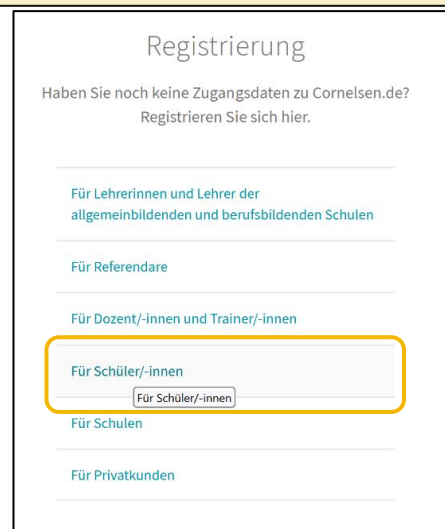 Registrierung
Haben Sie noch keine Zugangsdaten zu Cornelsen.de?
Registrieren Sie sich hier.
Für Lehrerinnen und Lehrer der
allgemeinbildenden und berufsbildenden Schulen
Für Referendare
Für Dozent/-innen und Trainer/-innen
Für Schüler/-innen
Für Schüler/-innen
Für Schulen
Für Privatkunden